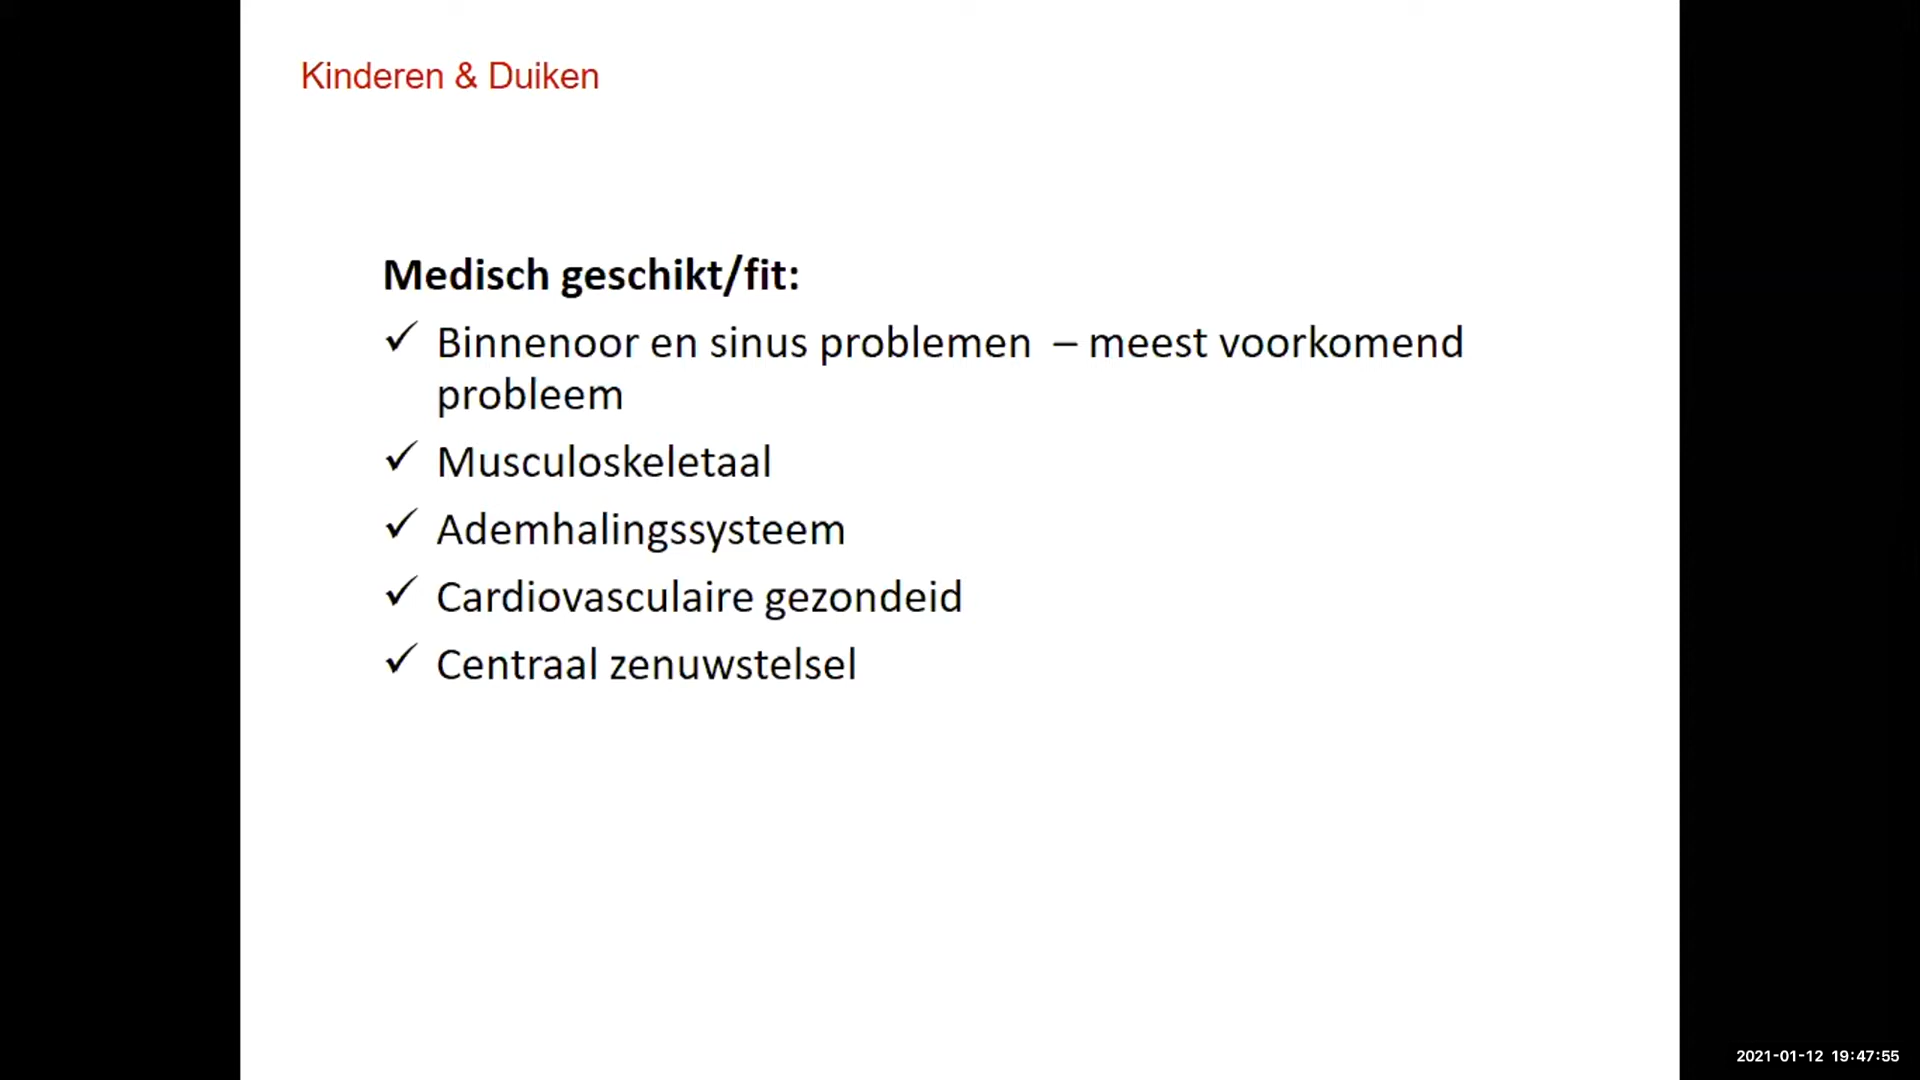 Kinderen & Duiken
Medisch geschikt/fit:
✓ Binnenoor en sinus problemen – meest voorkomend
probleem
✓ Musculoskeletaal
✓ Ademhalingssysteem
✓ Cardiovasculaire gezondeid
✓ Centraal zenuwstelsel
2021-01-12 19:47:55